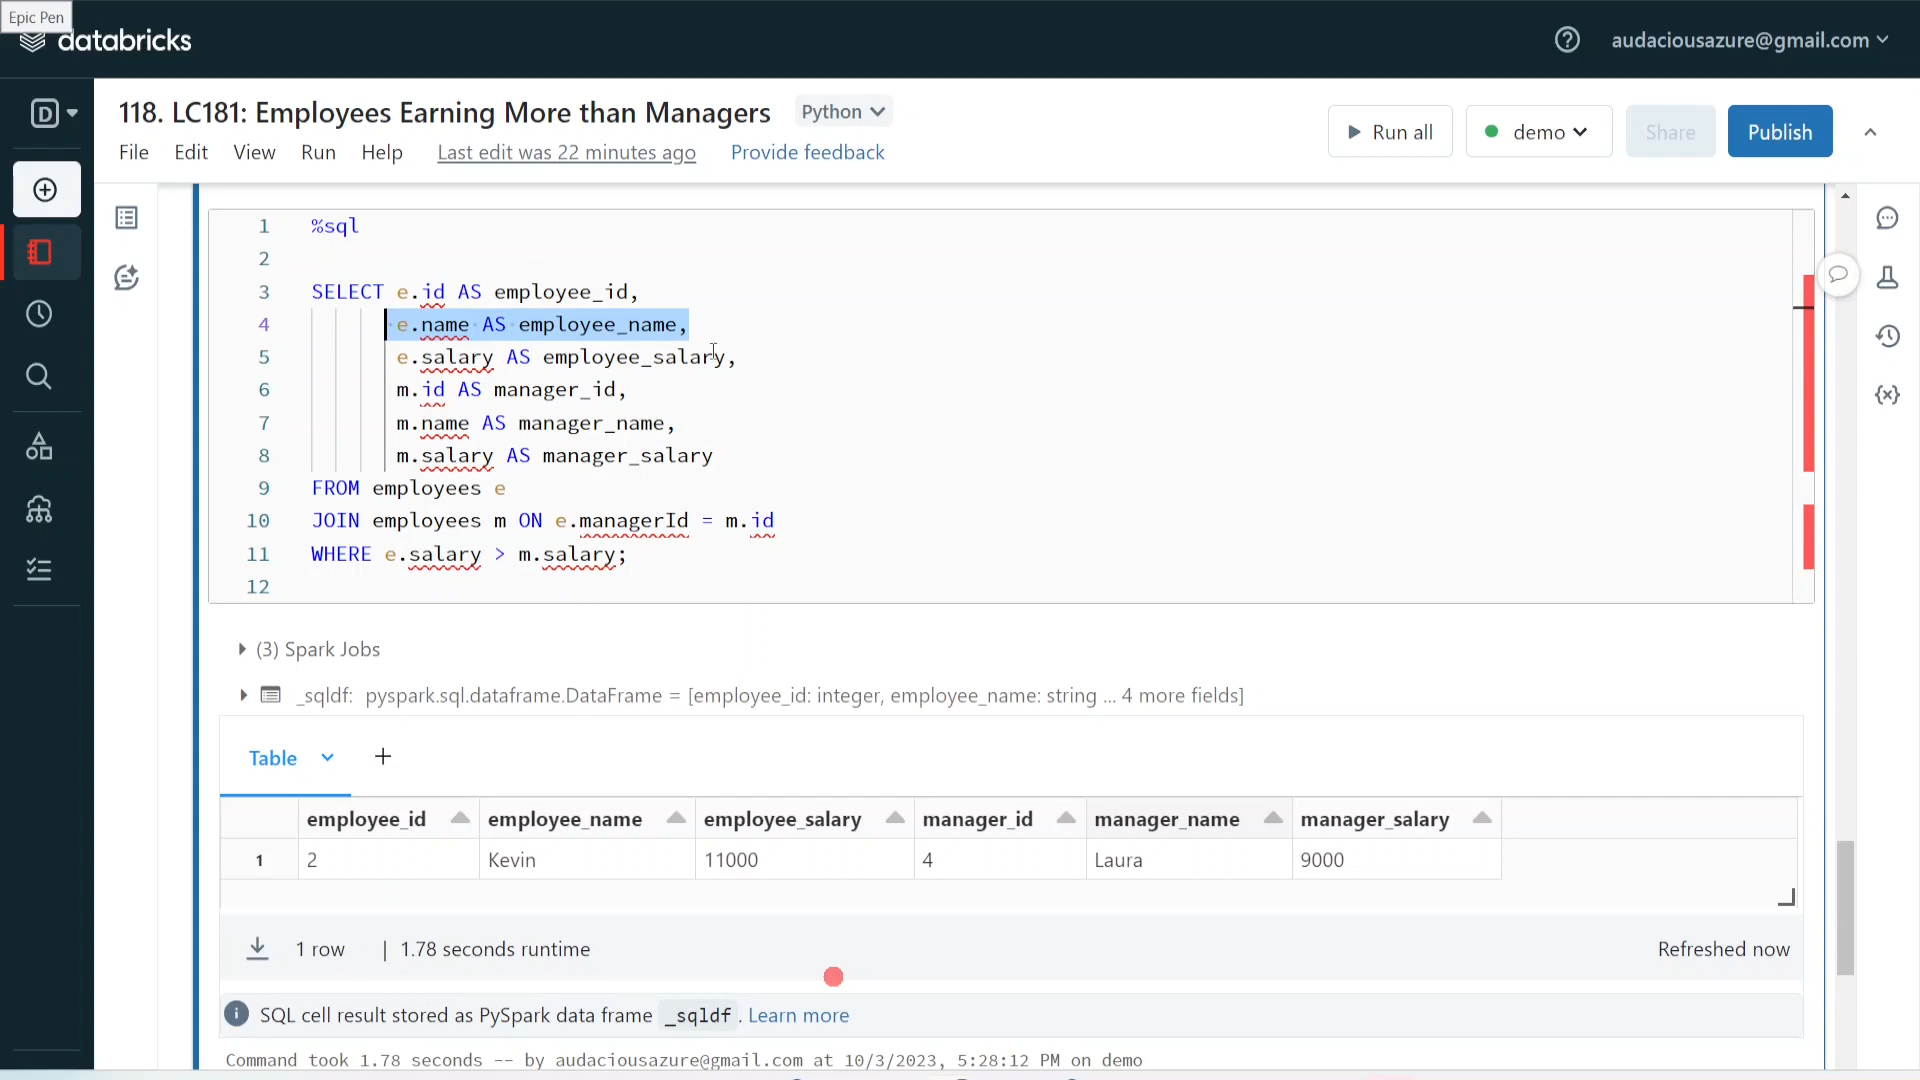 Epic Pen
databricks
audaciousazure@gmail.com
D
118. LC181: Employees Earning More than Managers
Python
File Edit View Run Help Last edit was 22 minutes ago Provide feedback
Run all
demo
Share
Publish
1 %sql
2
3 SELECT e.id AS employee_id,
4 e.name AS employee_name,
5 e.salary AS employee_salary,
6 m.id AS manager_id,
7 m.name AS manager_name,
8 m.salary AS manager_salary
9 FROM employees e
10 JOIN employees m ON e.managerId = m.id
11 WHERE e.salary > m.salary;
12
(3) Spark Jobs
_sqldf: pyspark.sql.dataframe.DataFrame = [employee_id: integer, employee_name: string ... 4 more fields]
Table +
employee_id employee_name employee_salary manager_id manager_name manager_salary
1 2 Kevin 11000 4 Laura 9000
1 row | 1.78 seconds runtime
Refreshed now
SQL cell result stored as PySpark data frame _sqldf. Learn more
Command took 1.78 seconds -- by audaciousazure@gmail.com at 10/3/2023, 5:28:12 PM on demo